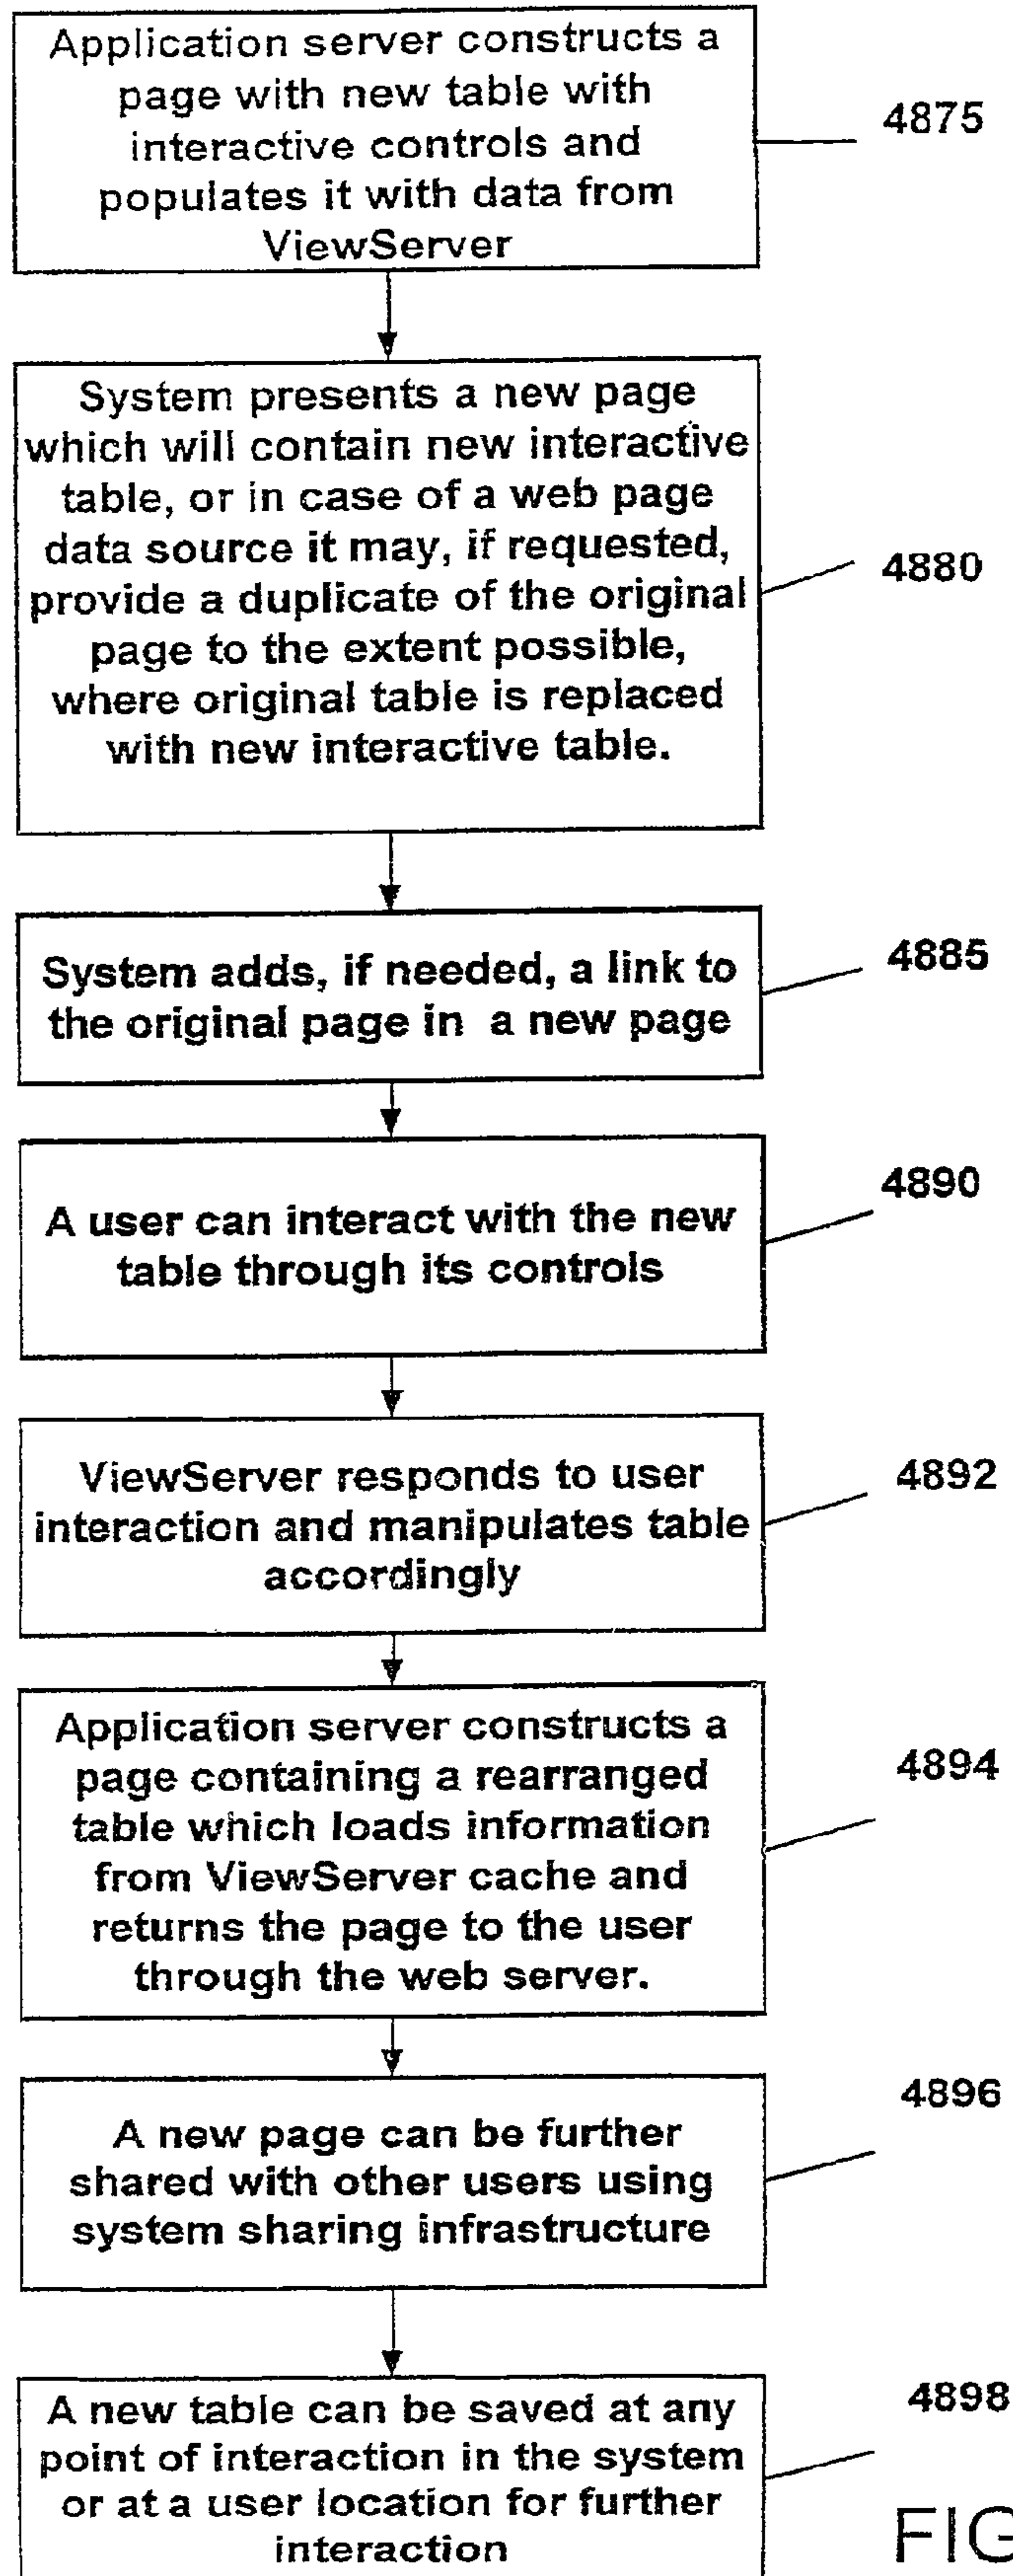 Application server constructs a
page with new table with
interactive controls and
populates it with data from
ViewServer
4875
System presents a new page
which will contain new interactive
table, or in case of a web page
data source it may, if requested,
provide a duplicate of the original
page to the extent possible,
where original table is replaced
with new interactive table.
4880
System adds, if needed, a link to
the original page in a new page
4885
A user can interact with the new
table through its controls
4890
ViewServer responds to user
interaction and manipulates table
accordingly
4892
Application server constructs a
page containing a rearranged
table which loads information
from ViewServer cache and
returns the page to the user
through the web server.
4894
A new page can be further
shared with other users using
system sharing infrastructure
4896
A new table can be saved at any
point of interaction in the system
or at a user location for further
interaction
4898
FIG